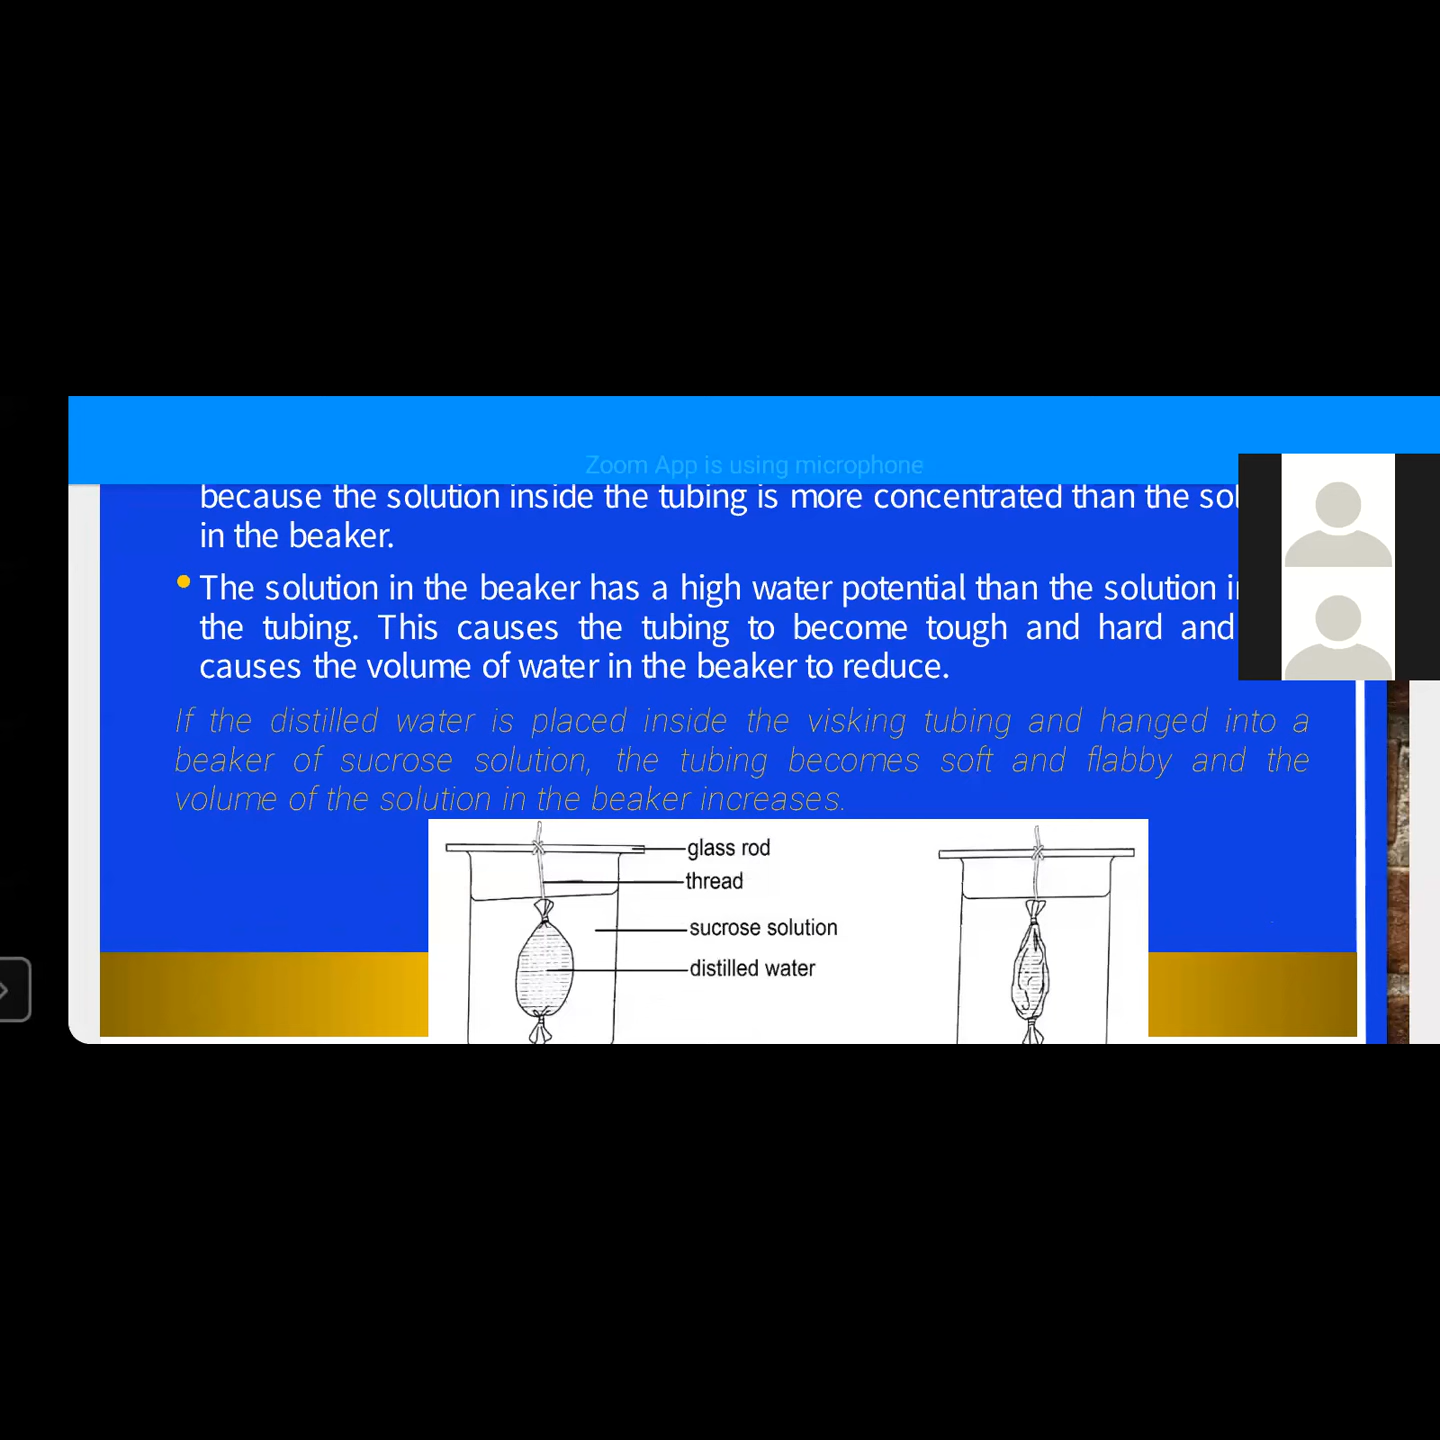 Zoom App is using microphone
because the solution inside the tubing is more concentrated than the
in the beaker.
The solution in the beaker has a high water potential than the solution
the tubing. This causes the tubing to become tough and hard and
causes the volume of water in the beaker to reduce.
If the distilled water is placed inside the visking tubing and hanged into a
beaker of sucrose solution, the tubing becomes soft and flabby and the
volume of the solution in the beaker increases.
glass rod
thread
sucrose solution
distilled water